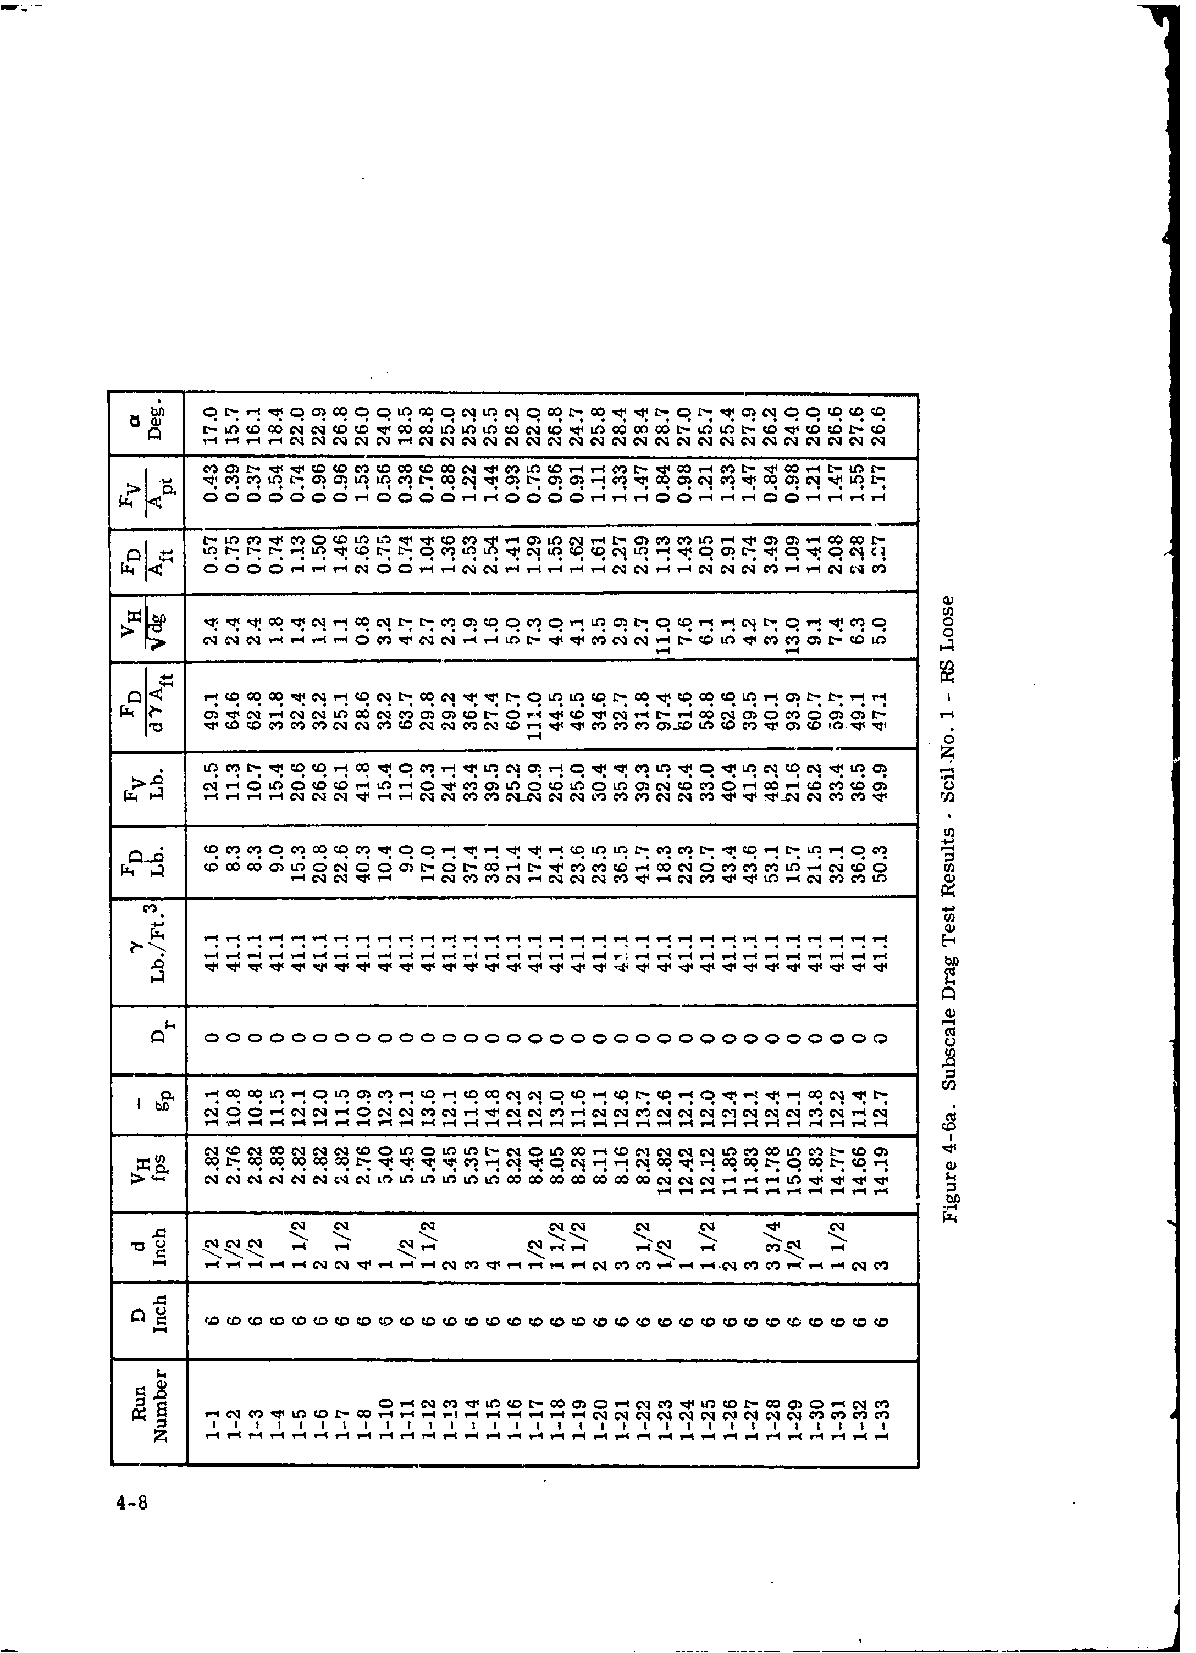 Run Number D Inch d Inch V_H fps – gp D_r γ Lb./Ft.³ F_D Lb. F_V Lb. F_D/dγA_ft V_H/√dg F_D/A_ft F_V/A_pt α Deg.
1-1 6 1/2 2.82 12.1 0 41.1 6.6 12.5 49.1 2.4 0.57 0.43 17.0
1-2 6 1/2 2.76 10.8 0 41.1 8.3 11.3 64.6 2.4 0.75 0.39 15.7
1-3 6 1/2 2.82 10.8 0 41.1 8.3 10.7 62.8 2.4 0.73 0.37 16.1
1-4 6 1 2.88 11.5 0 41.1 9.0 15.4 31.8 1.8 0.74 0.54 18.4
1-5 6 1 1/2 2.82 12.1 0 41.1 15.3 20.6 32.4 1.4 1.13 0.74 22.0
1-6 6 2 2.82 12.0 0 41.1 20.8 26.6 32.2 1.2 1.50 0.96 22.9
1-7 6 2 1/2 2.82 11.5 0 41.1 22.6 26.1 25.1 1.1 1.46 0.96 26.8
1-8 6 4 2.76 10.9 0 41.1 40.3 41.8 28.6 0.8 2.65 1.53 26.0
1-10 6 1 5.40 12.3 0 41.1 10.4 15.4 32.2 3.2 0.75 0.56 24.0
1-11 6 1/2 5.45 12.1 0 41.1 9.0 11.0 63.7 4.7 0.74 0.38 18.5
1-12 6 1 1/2 5.40 13.6 0 41.1 17.0 20.3 29.8 2.7 1.04 0.76 28.8
1-13 6 2 5.45 12.1 0 41.1 20.1 24.1 29.2 2.3 1.36 0.88 25.0
1-14 6 3 5.35 11.6 0 41.1 37.4 33.4 36.4 1.9 2.53 1.22 25.2
1-15 6 4 5.17 14.8 0 41.1 38.1 39.5 27.4 1.6 2.54 1.44 25.5
1-16 6 1 8.22 12.2 0 41.1 21.4 25.2 60.7 5.0 1.41 0.93 26.2
1-17 6 1/2 8.40 12.2 0 41.1 17.4 20.9 111.0 7.3 1.29 0.75 22.0
1-18 6 1 1/2 8.05 13.0 0 41.1 24.1 26.1 44.5 4.0 1.55 0.96 26.8
1-19 6 1 1/2 8.28 11.6 0 41.1 23.6 25.0 46.5 4.1 1.62 0.91 24.7
1-20 6 2 8.11 12.1 0 41.1 23.5 30.4 34.6 3.5 1.61 1.11 25.8
1-21 6 3 8.16 12.6 0 41.1 36.5 35.4 32.7 2.9 2.27 1.33 28.4
1-22 6 3 1/2 8.22 13.7 0 41.1 41.7 39.3 31.8 2.7 2.59 1.47 28.4
1-23 6 1/2 12.82 12.6 0 41.1 18.3 22.5 97.4 11.0 1.13 0.84 28.7
1-24 6 1 12.42 12.1 0 41.1 22.3 26.4 61.6 7.6 1.43 0.98 27.0
1-25 6 1 1/2 12.12 12.0 0 41.1 30.7 33.0 58.8 6.1 2.05 1.21 25.7
1-26 6 2 11.85 12.4 0 41.1 43.4 40.4 62.6 5.1 2.91 1.33 25.4
1-27 6 3 11.83 12.1 0 41.1 43.6 41.5 39.5 4.2 2.74 1.47 27.9
1-28 6 3 3/4 11.78 12.4 0 41.1 53.1 48.2 40.1 3.7 3.49 0.84 26.2
1-29 6 1/2 15.05 12.1 0 41.1 15.7 21.6 93.9 13.0 1.09 0.98 24.0
1-30 6 1 14.83 13.8 0 41.1 21.5 26.2 60.7 9.1 1.41 1.21 26.0
1-31 6 1 1/2 14.77 12.2 0 41.1 32.1 33.4 59.7 7.4 2.08 1.47 26.6
1-32 6 2 14.66 11.4 0 41.1 36.0 36.5 49.1 6.3 2.28 1.55 27.6
1-33 6 3 14.19 12.7 0 41.1 50.3 49.9 47.1 5.0 1.77 26.6
Figure 4-6a. Subscale Drag Test Results - Soil No. 1 - RS Loose
4-8